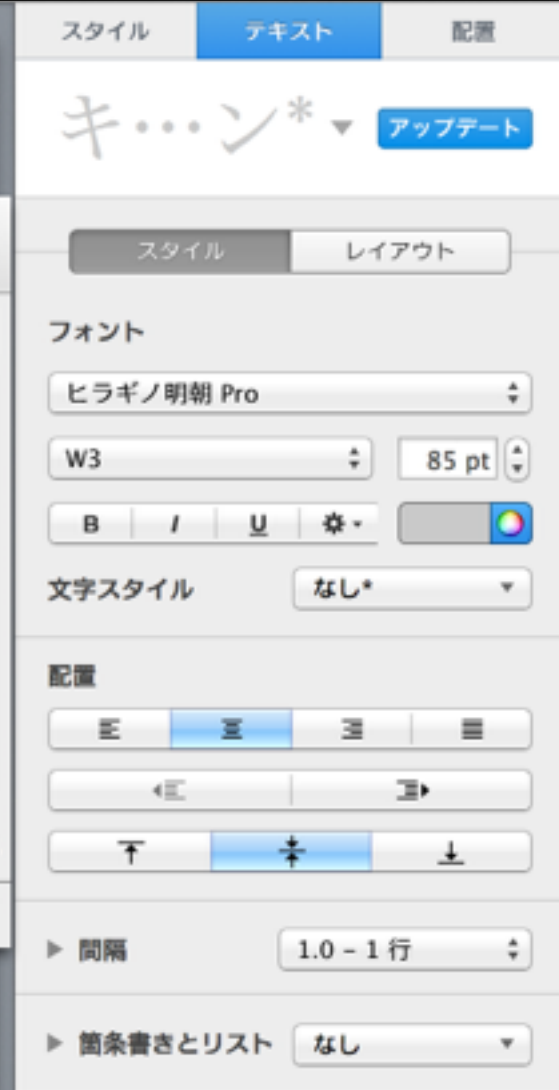 スタイル テキスト 配置
キ…ン* アップデート
スタイル レイアウト
フォント
ヒラギノ明朝 Pro
W3 85 pt
B I U
文字スタイル なし*
配置
間隔 1.0 – 1 行
箇条書きとリスト なし